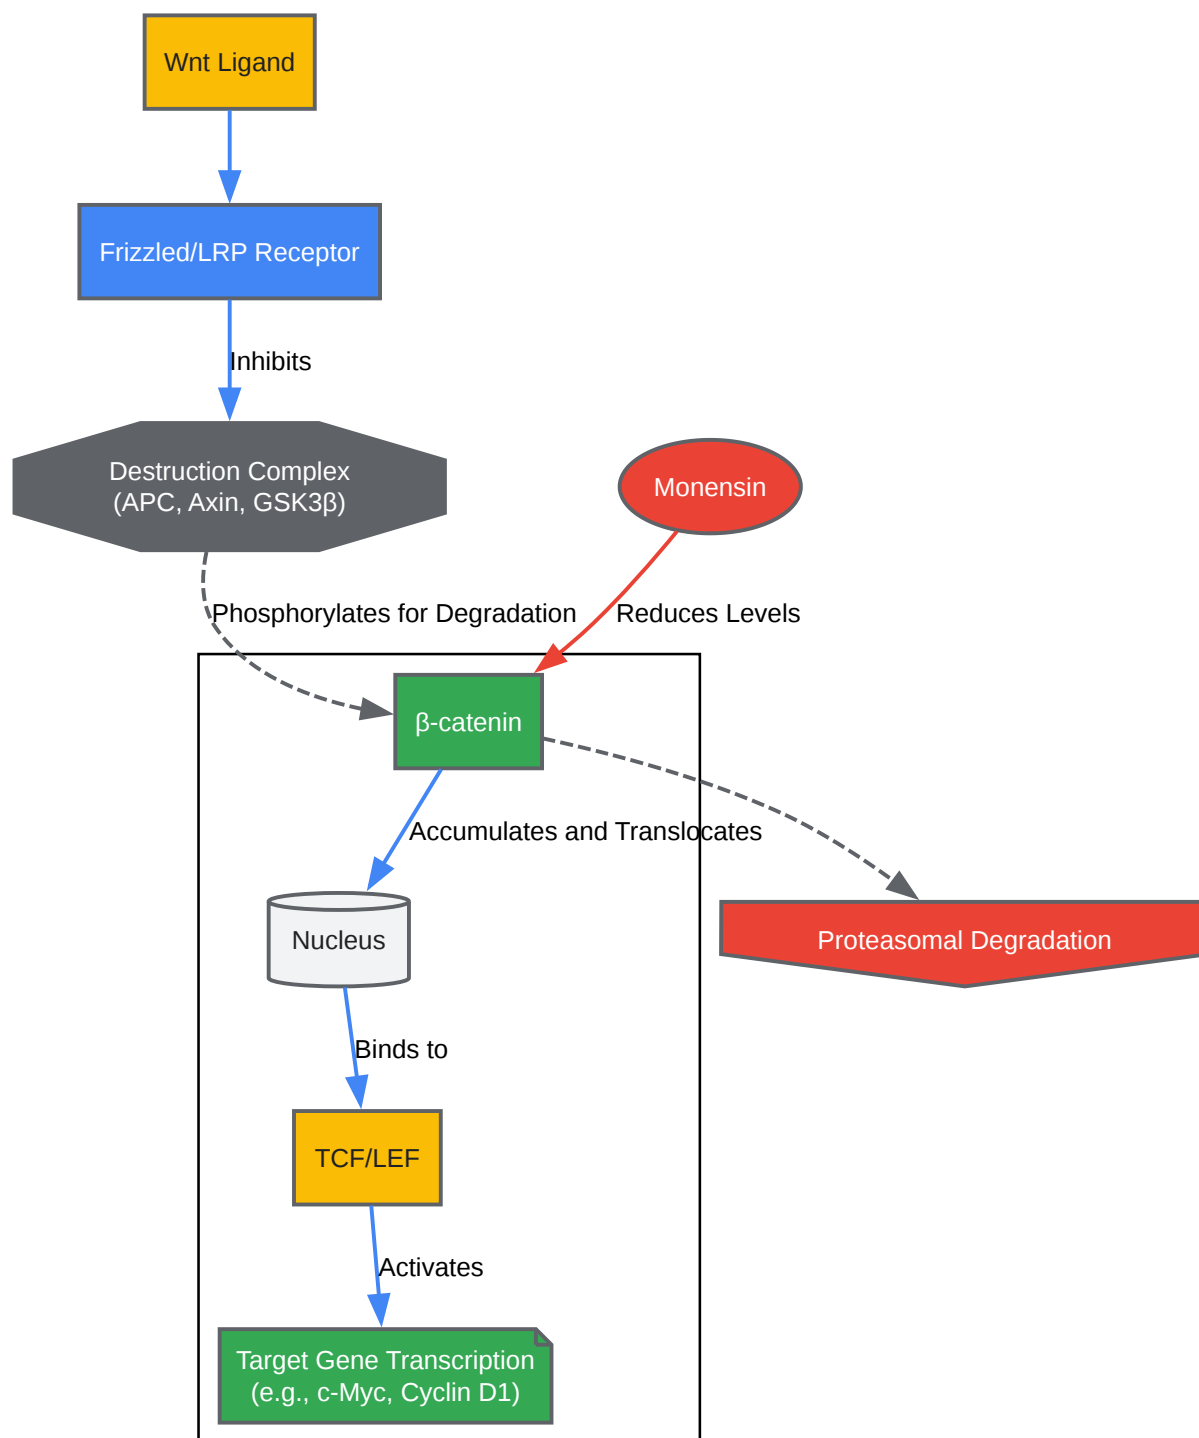 Wnt Ligand
Frizzled/LRP Receptor
Inhibits
Destruction Complex
(APC, Axin, GSK3β)
Monensin
Phosphorylates for Degradation
Reduces Levels
β-catenin
Accumulates and Translocates
Nucleus
Proteasomal Degradation
Binds to
TCF/LEF
Activates
Target Gene Transcription
(e.g., c-Myc, Cyclin D1)